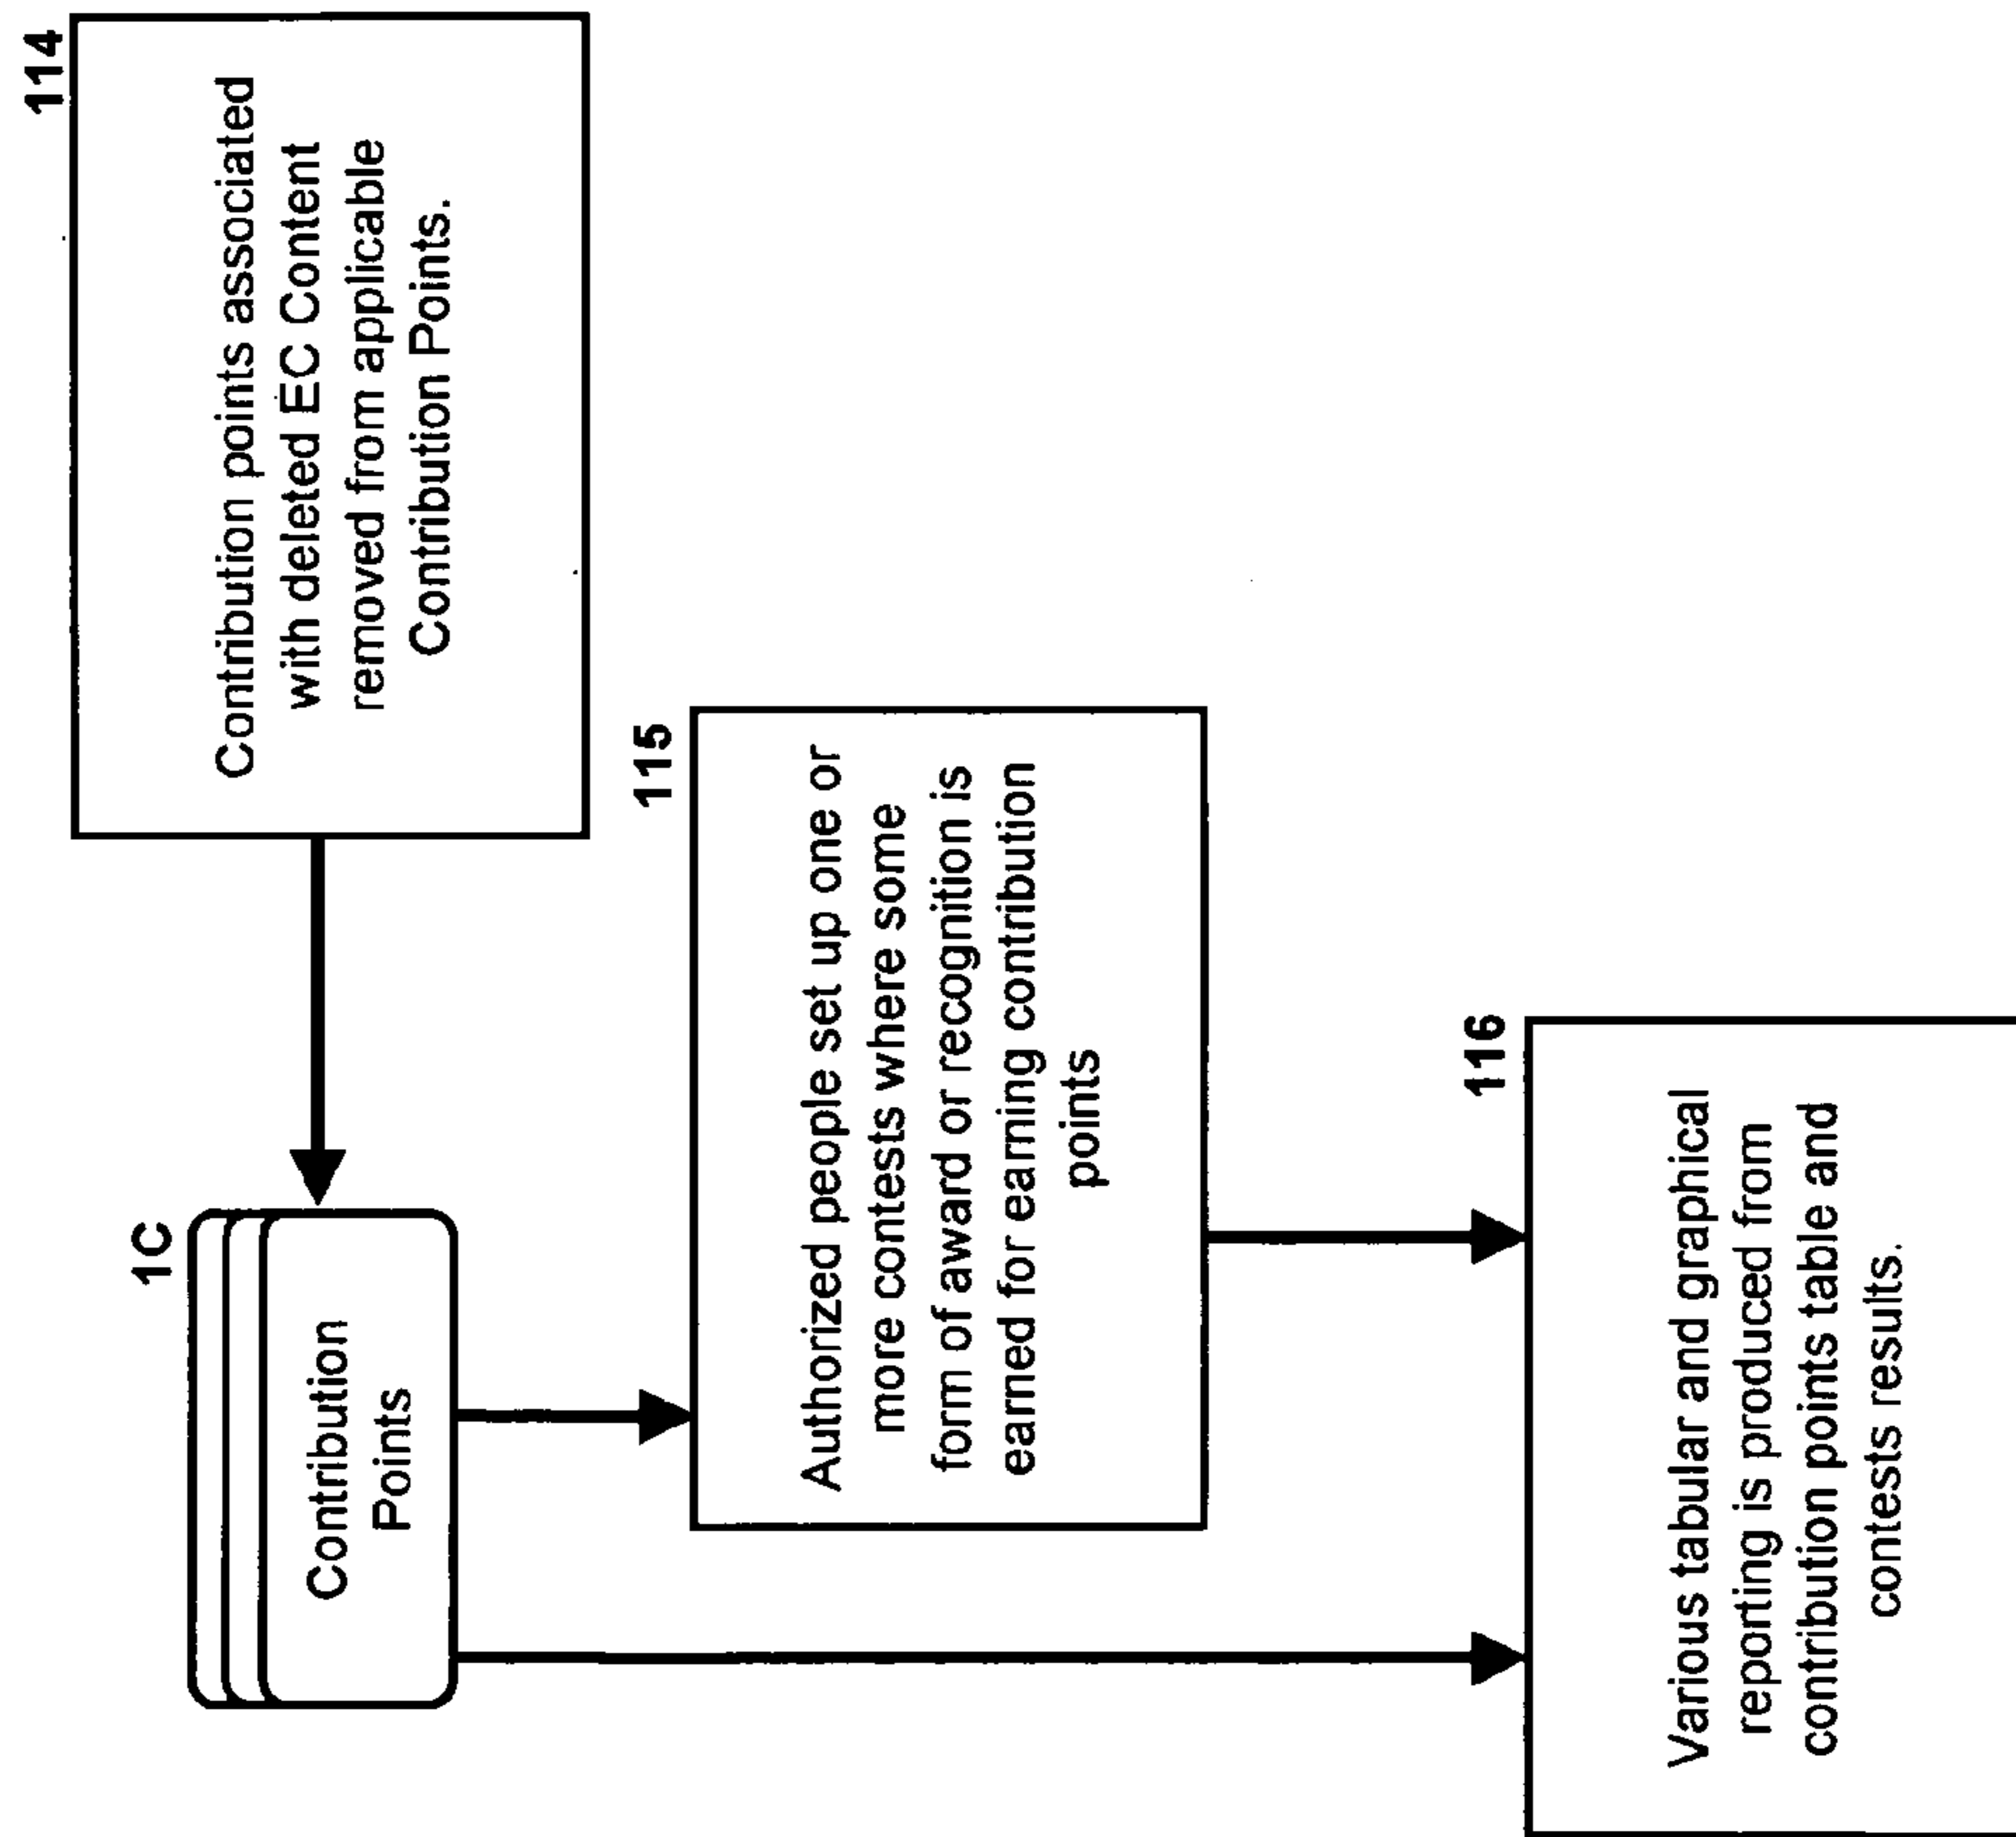 114
Contribution points associated
with deleted EC Content
removed from applicable
Contribution Points.
1C
Contribution
Points
115
Authorized people set up one or
more contests where some
form of award or recognition is
earned for earning contribution
points
116
Various tabular and graphical
reporting is produced from
contribution points table and
contests results.